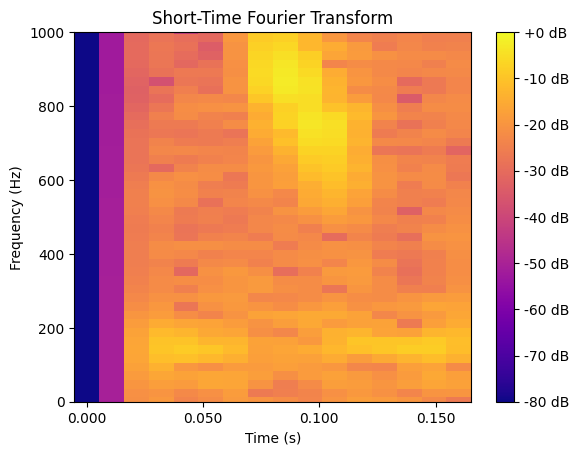 Short-Time Fourier Transform
Frequency (Hz)
1000
800
600
400
200
0
0.000
0.050
0.100
0.150
Time (s)
+0 dB
-10 dB
-20 dB
-30 dB
-40 dB
-50 dB
-60 dB
-70 dB
-80 dB